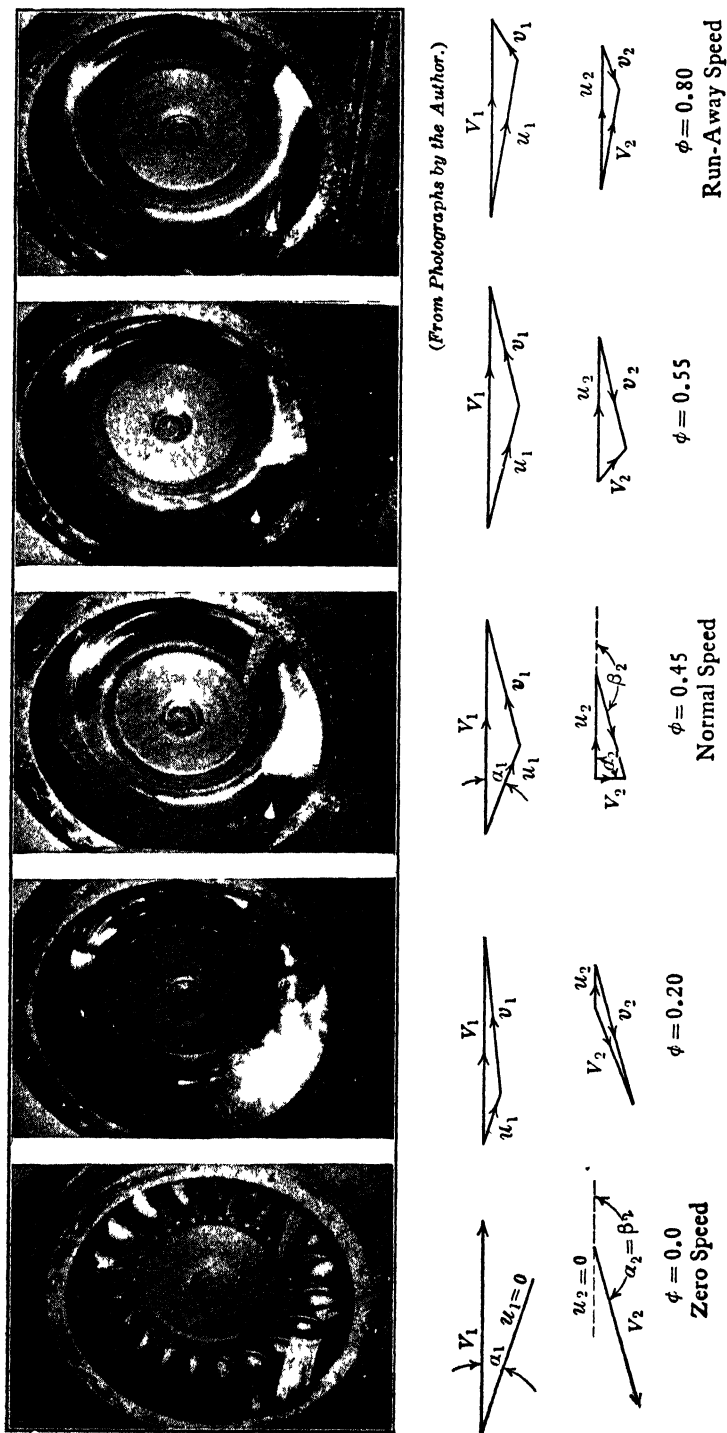 (From Photographs by the Author.)
V₁
α₁
u₁=0
V₁
u₁
v₁
V₁
α₁
u₁
v₁
V₁
u₁
v₁
V₁
u₁
v₁
u₂=0
α₂=β₂
V₂
u₂
V₂
v₂
u₂
α₂
β₂
V₂
u₂
V₂
v₂
u₂
V₂
v₂
ϕ=0.0
Zero Speed
ϕ=0.20
ϕ=0.45
Normal Speed
ϕ=0.55
ϕ=0.80
Run-Away Speed